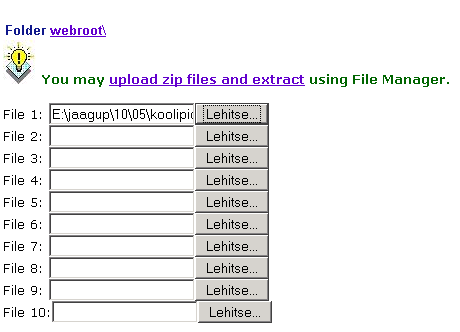 Folder webroot\
You may upload zip files and extract using File Manager.
File 1: E:\jaagup\10\05\koolipic Lehitse...
File 2: Lehitse...
File 3: Lehitse...
File 4: Lehitse...
File 5: Lehitse...
File 6: Lehitse...
File 7: Lehitse...
File 8: Lehitse...
File 9: Lehitse...
File 10: Lehitse...